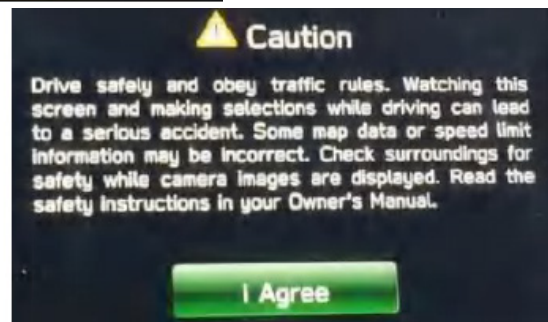 Caution
Drive safely and obey traffic rules. Watching this
screen and making selections while driving can lead
to a serious accident. Some map data or speed limit
information may be incorrect. Check surroundings for
safety while camera images are displayed. Read the
safety instructions in your Owner's Manual.
I Agree